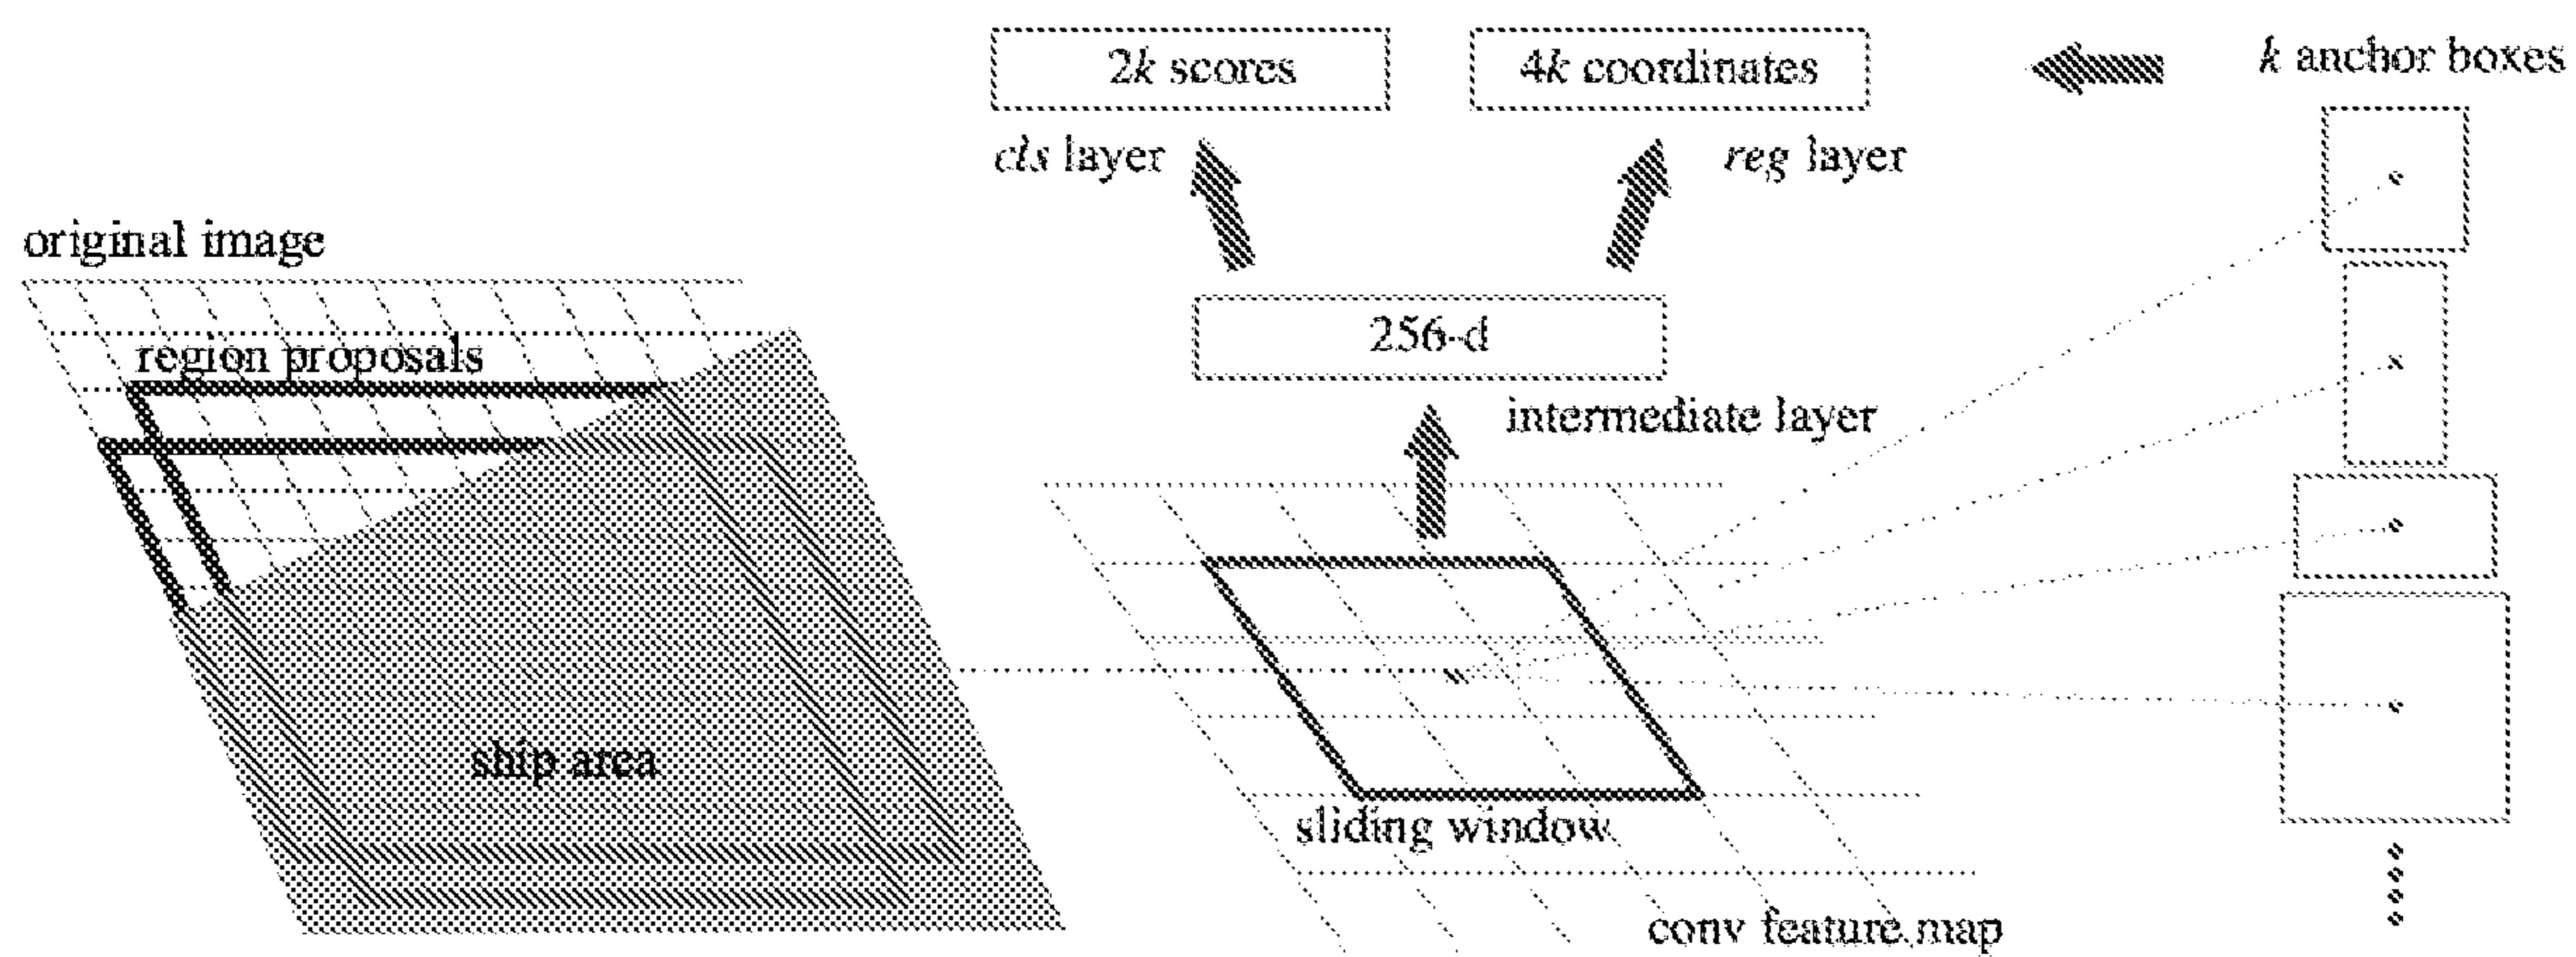 2k scores
4k coordinates
k anchor boxes
cls layer
reg layer
original image
256-d
region proposals
intermediate layer
ship area
sliding window
conv feature map